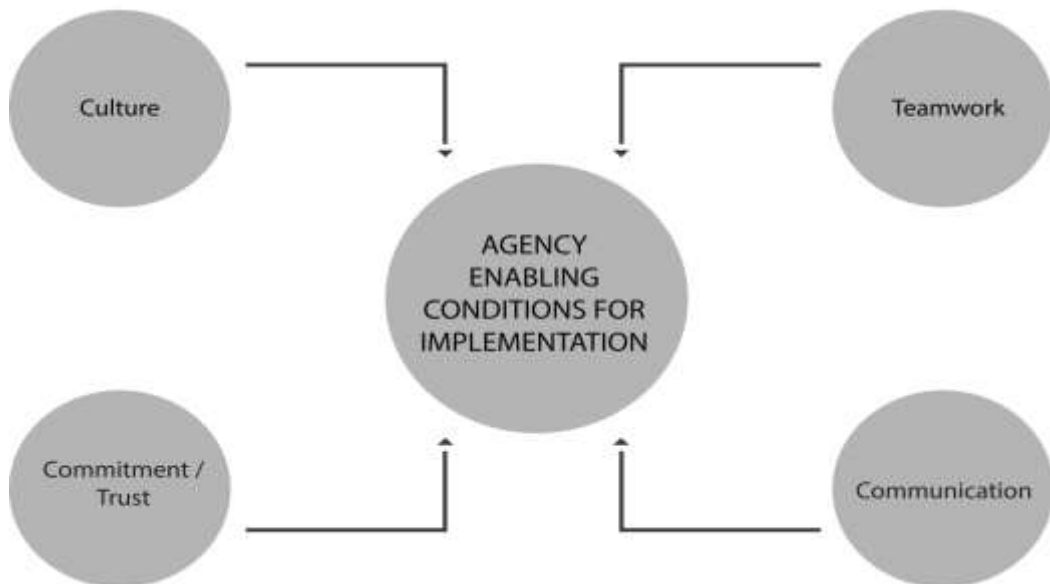 Culture
Teamwork
AGENCY
ENABLING
CONDITIONS FOR
IMPLEMENTATION
Commitment /
Trust
Communication